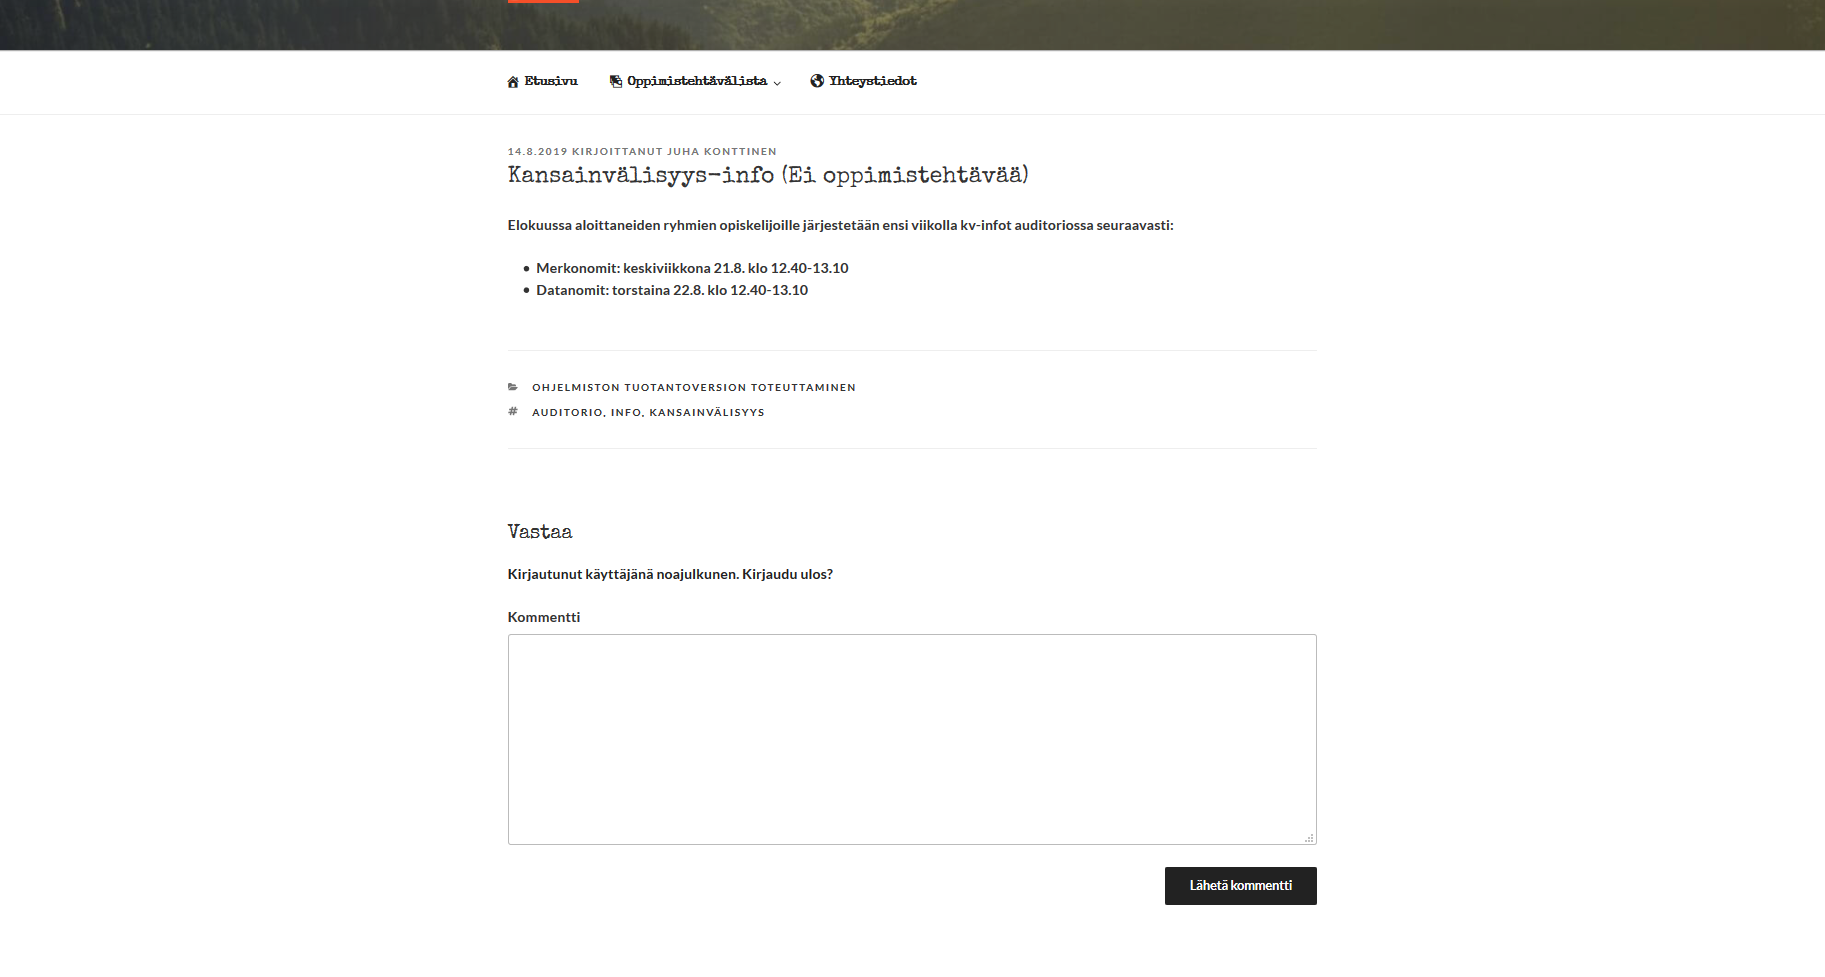 Etusivu
Oppimistehtävälista
Yhteystiedot
14.8.2019 KIRJOITTANUT JUHA KONTTINEN
Kansainvälisyys-info (Ei oppimistehtävää)
Elokuussa aloittaneiden ryhmien opiskelijoille järjestetään ensi viikolla kv-infot auditoriossa seuraavasti:
• Merkonomit: keskiviikkona 21.8. klo 12.40-13.10
• Datanomit: torstaina 22.8. klo 12.40-13.10
OHJELMISTON TUOTANTOVERSION TOTEUTTAMINEN
# AUDITORIO, INFO, KANSAINVÄLISYYS
Vastaa
Kirjautunut käyttäjänä noajulkunen. Kirjaudu ulos?
Kommentti
Lähetä kommentti